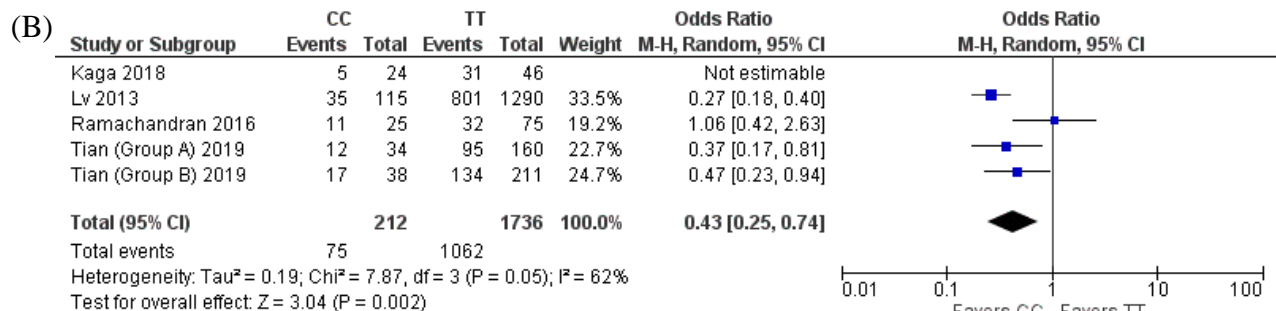 (B)
CC TT Odds Ratio Odds Ratio
Study or Subgroup Events Total Events Total Weight M-H, Random, 95% CI M-H, Random, 95% CI
Kaga 2018 5 24 31 46 Not estimable
Lv 2013 35 115 801 1290 33.5% 0.27 [0.18, 0.40]
Ramachandran 2016 11 25 32 75 19.2% 1.06 [0.42, 2.63]
Tian (Group A) 2019 12 34 95 160 22.7% 0.37 [0.17, 0.81]
Tian (Group B) 2019 17 38 134 211 24.7% 0.47 [0.23, 0.94]
Total (95% CI) 212 1736 100.0% 0.43 [0.25, 0.74]
Total events 75 1062
Heterogeneity: Tau² = 0.19; Chi² = 7.87, df = 3 (P = 0.05); I² = 62%
Test for overall effect: Z = 3.04 (P = 0.002)
0.01 0.1 1 10 100
Favors CC Favors TT